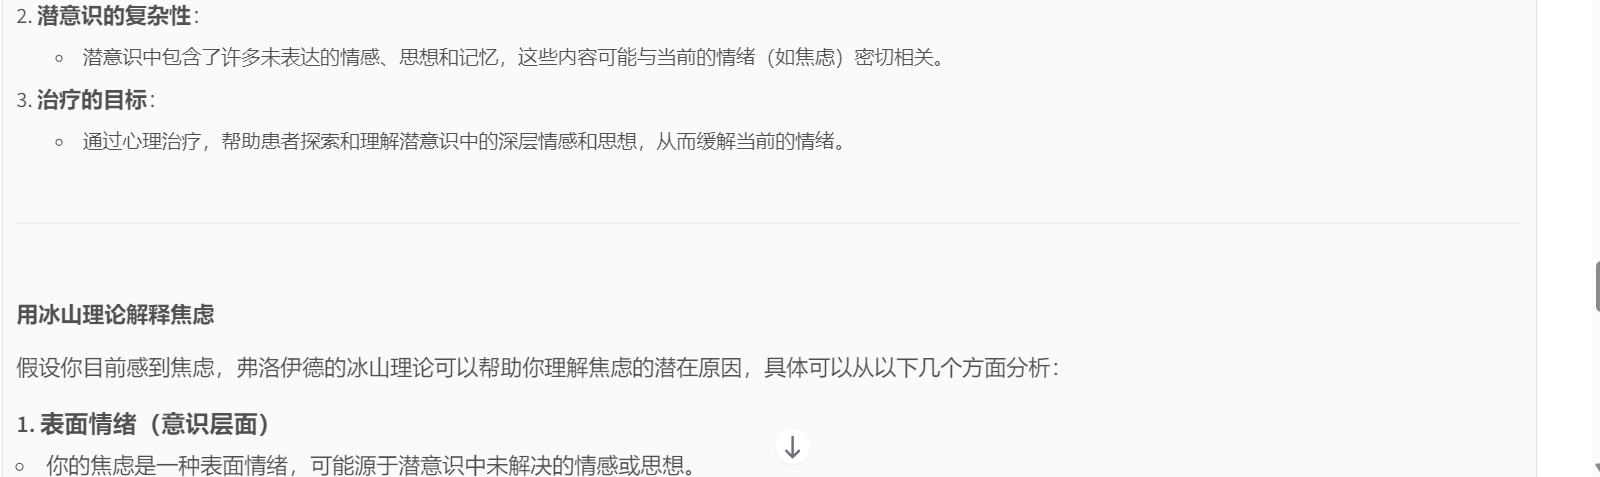 2. 潜意识的复杂性：
潜意识中包含了许多未表达的情感、思想和记忆，这些内容可能与当前的情绪（如焦虑）密切相关。
3. 治疗的目标：
通过心理治疗，帮助患者探索和理解潜意识中的深层情感和思想，从而缓解当前的情绪。
用冰山理论解释焦虑
假设你目前感到焦虑，弗洛伊德的冰山理论可以帮助你理解焦虑的潜在原因，具体可以从以下几个方面分析：
1. 表面情绪（意识层面）
你的焦虑是一种表面情绪，可能源于潜意识中未解决的情感或思想。